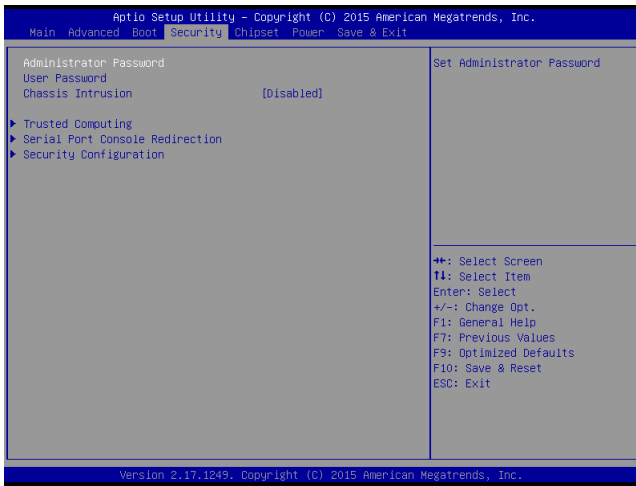 Aptio Setup Utility – Copyright (C) 2015 American Megatrends, Inc.
Main Advanced Boot Security Chipset Power Save & Exit
Administrator Password
User Password
Chassis Intrusion [Disabled]
Trusted Computing
Serial Port Console Redirection
Security Configuration
Set Administrator Password
→←: Select Screen
↑↓: Select Item
Enter: Select
+/-: Change Opt.
F1: General Help
F7: Previous Values
F9: Optimized Defaults
F10: Save & Reset
ESC: Exit
Version 2.17.1249. Copyright (C) 2015 American Megatrends, Inc.